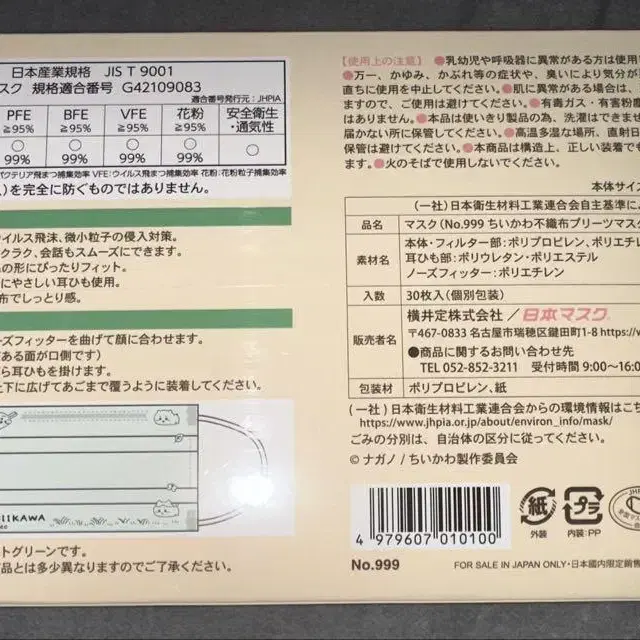 日本産業規格 JIS T 9001
スク 規格適合番号 G42109083
適合番号発行元:JHPIA
PFE BFE VFE 花粉 安全衛生・通気性
≧95% ≧95% ≧95% ≧95%
○ ○ ○ ○ ○
99% 99% 99% 99%
バクテリア飛まつ捕集効率 VFE:ウイルス飛まつ捕集効率 花粉:花粉粒子捕集効率
)を完全に防ぐものではありません。
イルス飛沫、微小粒子の侵入対策。
クラク、会話もスムーズにできます。
の形にぴったりフィット。
にやさしい耳ひも使用。
布でしっとり感。
ーズフィッターを曲げて顔に合わせます。
ある面が口側です)
ら耳ひもを掛けます。
上下に広げてあごまで覆うように装着してください。
IIKAWA
トグリーンです。
品とは多少異なりますのでご了承ください。
【使用上の注意】●乳幼児や呼吸器に異常がある方は使用
●万一、かゆみ、かぶれ等の症状や、臭いにより気分が
直ちに使用を中止してください。●肌に異常がある場合は、
ますので、ご使用は避けてください。●有毒ガス・有害粉
●本品は使いきり製品の為、洗濯はできませ
届かない所に保管してください。●高温多湿な場所、直射日
保管は避けてください。●本品は構造上、正しい装着でも
す。●火のそばで使用しないでください。
本体サイズ
(一社)日本衛生材料工業連合会自主基準によ
品名 マスク(No.999 ちいかわ不織布プリーツマスク
素材名 本体・フィルター部:ポリプロピレン、ポリエチレ
耳ひも部:ポリウレタン・ポリエステル
ノーズフィッター:ポリエチレン
入数 30枚入(個別包装)
販売者名 横井定株式会社/日本マスク
〒467-0833 名古屋市瑞穂区鍵田町1-8 https://w
●商品に関するお問い合わせ先
TEL 052-852-3211 受付時間 9:00~16:0
包装材 ポリプロピレン、紙
(一社)日本衛生材料工業連合会からの環境情報はこち
https://www.jhpia.or.jp/about/environ_info/mask/
ごみの分別は、自治体の区分に従ってください。
© ナガノ / ちいかわ製作委員会
紙 外装
プラ 内装:PP
4 979607 010100
No.999
FOR SALE IN JAPAN ONLY・日本国内限定販売